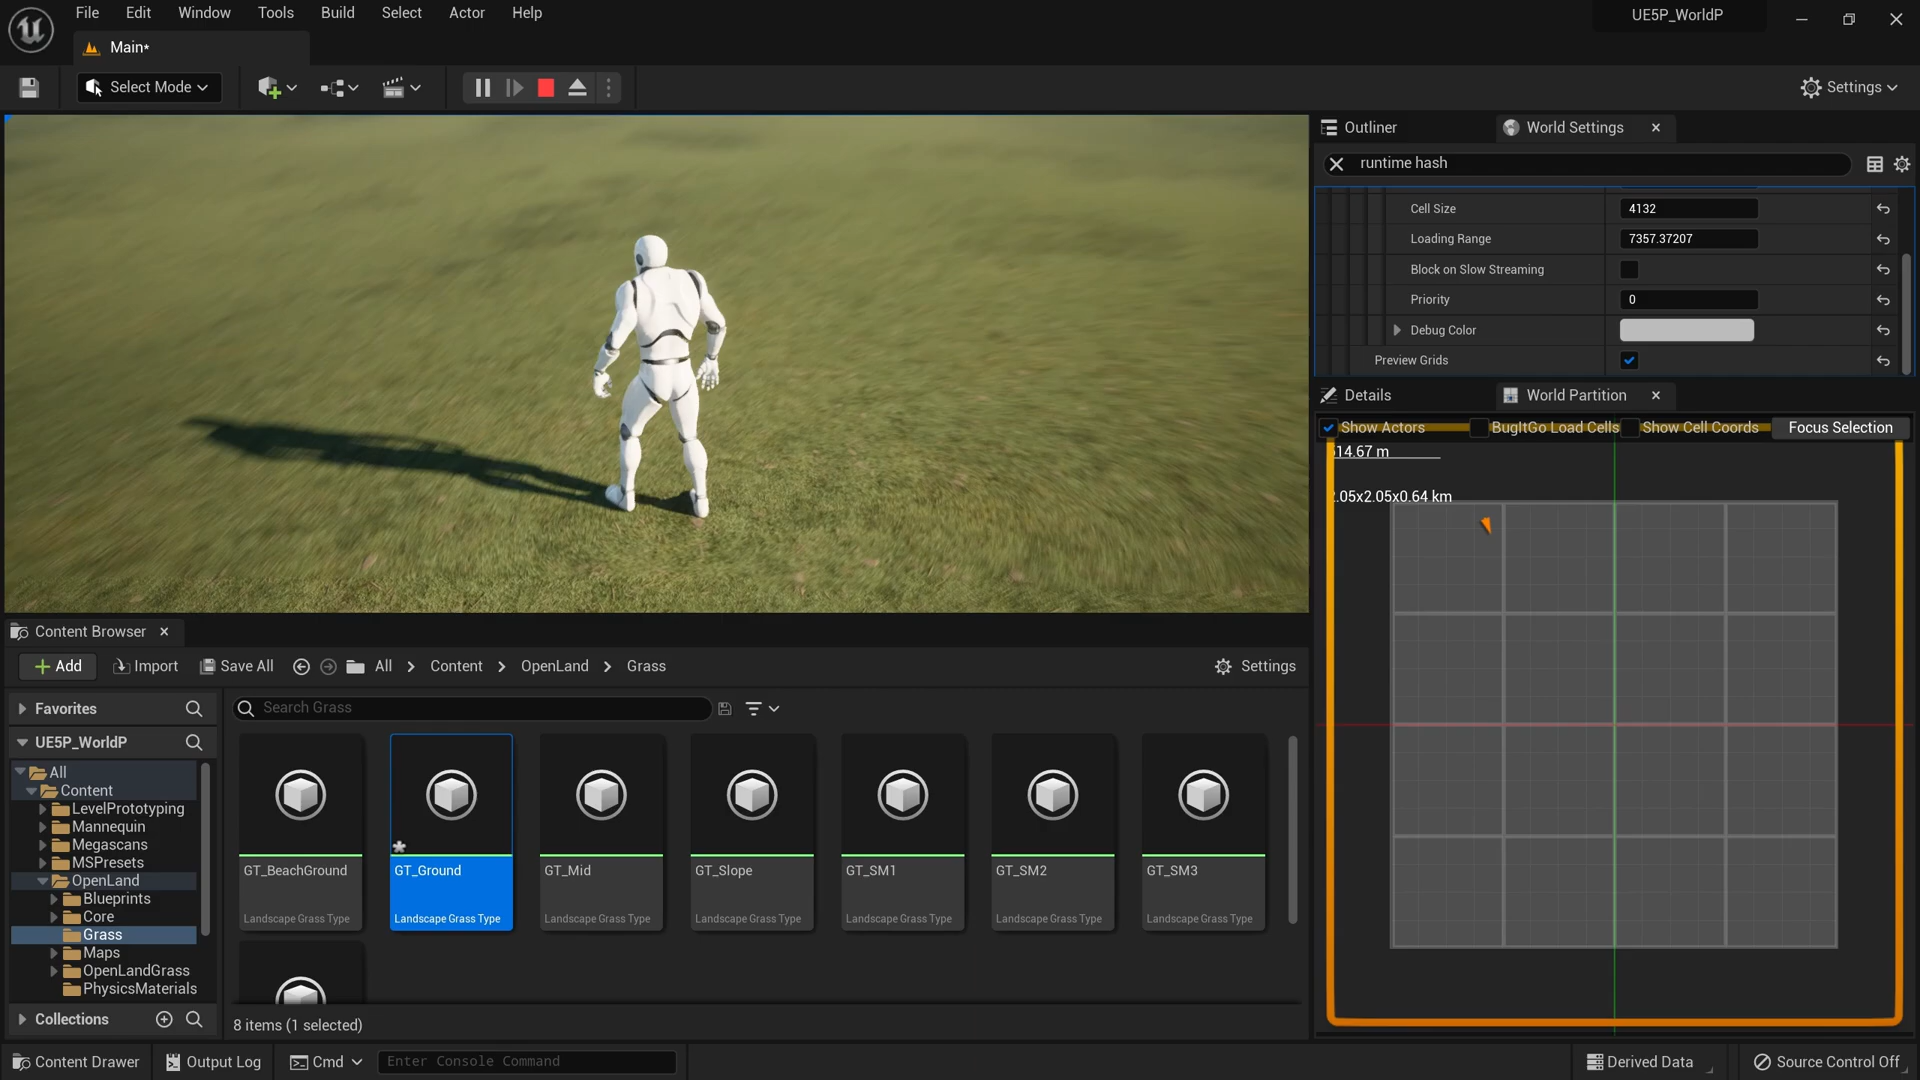 File Edit Window Tools Build Select Actor Help
UE5P_WorldP
Main*
Select Mode
Settings
Outliner
World Settings
runtime hash
Cell Size 4132
Loading Range 7357.37207
Block on Slow Streaming
Priority 0
Debug Color
Preview Grids
Details
World Partition
Show Actors BugItGo Load Cells Show Cell Coords Focus Selection
14.67 m
.05x2.05x0.64 km
Content Browser
Add Import Save All All > Content > OpenLand > Grass Settings
Favorites
Search Grass
UE5P_WorldP
All
Content
LevelPrototyping
Mannequin
Megascans
MSPresets
OpenLand
Blueprints
Core
Grass
Maps
OpenLandGrass
PhysicsMaterials
Collections
GT_BeachGround
Landscape Grass Type
GT_Ground
Landscape Grass Type
GT_Mid
Landscape Grass Type
GT_Slope
Landscape Grass Type
GT_SM1
Landscape Grass Type
GT_SM2
Landscape Grass Type
GT_SM3
Landscape Grass Type
8 items (1 selected)
Content Drawer Output Log Cmd Enter Console Command Derived Data Source Control Off